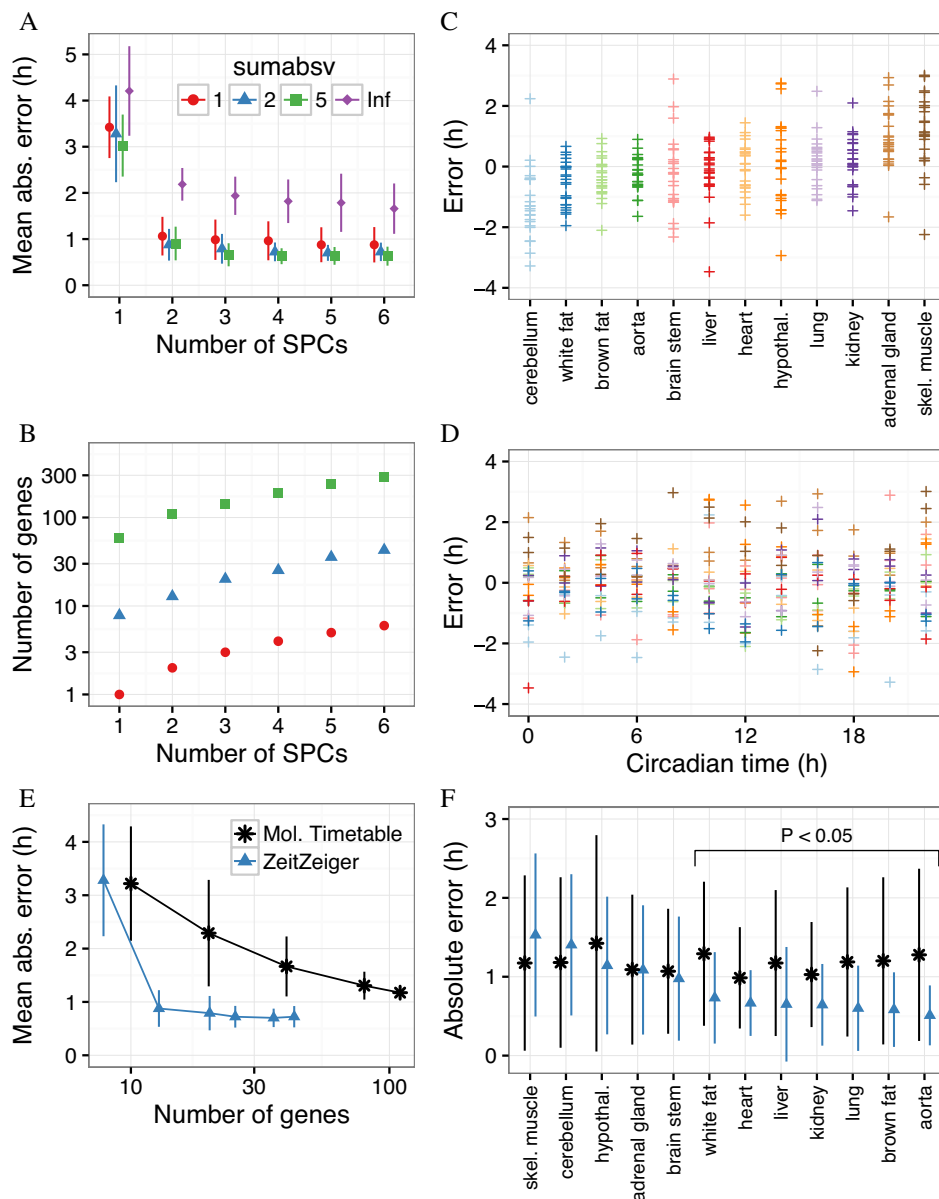 A
Mean abs. error (h)
5
4
3
2
1
0
sumabsv
1 2 5 Inf
1 2 3 4 5 6
Number of SPCs
C
Error (h)
4
2
0
−2
−4
cerebellum
white fat
brown fat
aorta
brain stem
liver
heart
hypothal.
lung
kidney
adrenal gland
skel. muscle
B
Number of genes
300
100
30
10
3
1
1 2 3 4 5 6
Number of SPCs
D
Error (h)
4
2
0
−2
−4
0 6 12 18
Circadian time (h)
E
Mean abs. error (h)
4
3
2
1
0
Mol. Timetable
ZeitZeiger
10 30 100
Number of genes
F
Absolute error (h)
3
2
1
0
P < 0.05
skel. muscle
cerebellum
hypothal.
adrenal gland
brain stem
white fat
heart
liver
kidney
lung
brown fat
aorta